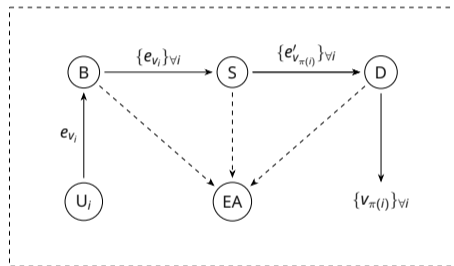 {e_{v_i}}_{∀i} {e′_{v_{π(i)}}}_{∀i}
B S D
e_{v_i}
U_i EA {v_{π(i)}}_{∀i}